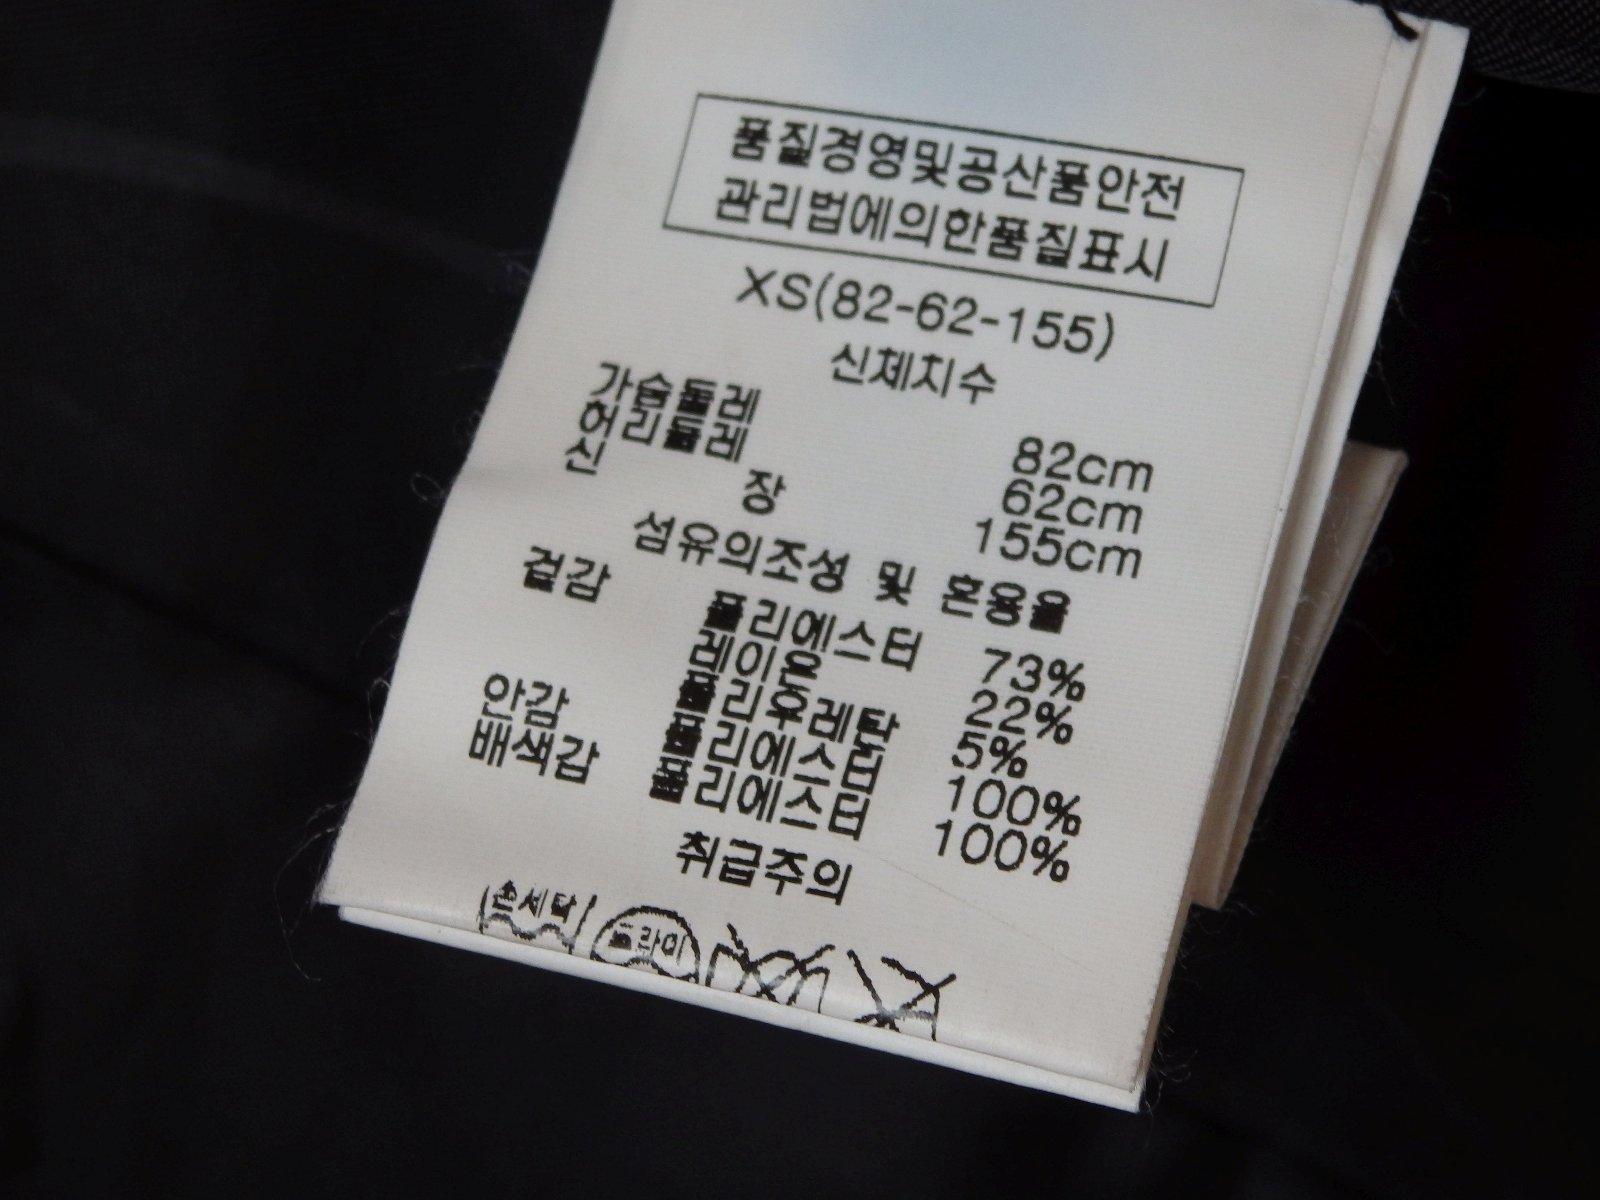 품질경영및공산품안전
관리법에의한품질표시
XS(82-62-155)
신체치수
가슴둘레 82cm
허리둘레 62cm
신 장 155cm
섬유의조성 및 혼용율
겉감 폴리에스터 73%
레이온 22%
폴리우레탄 5%
안감 폴리에스터 100%
배색감 폴리에스터 100%
취급주의
손세탁